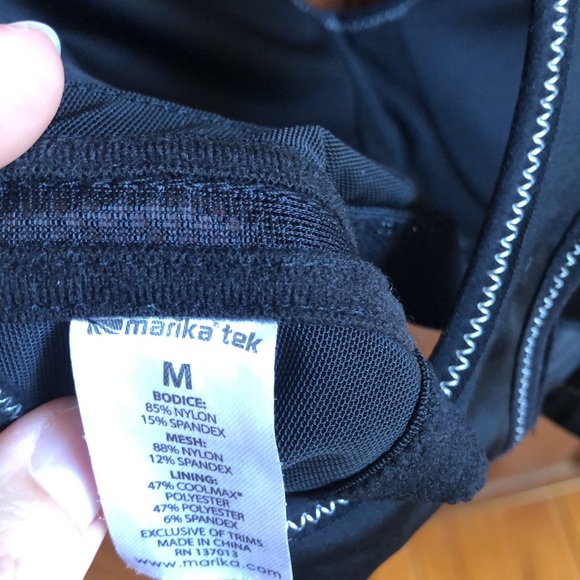 marika® tek
M
BODICE:
85% NYLON
15% SPANDEX
MESH:
88% NYLON
12% SPANDEX
LINING:
47% COOLMAX®
POLYESTER
47% POLYESTER
6% SPANDEX
EXCLUSIVE OF TRIMS
MADE IN CHINA
RN 137013
www.marika.com